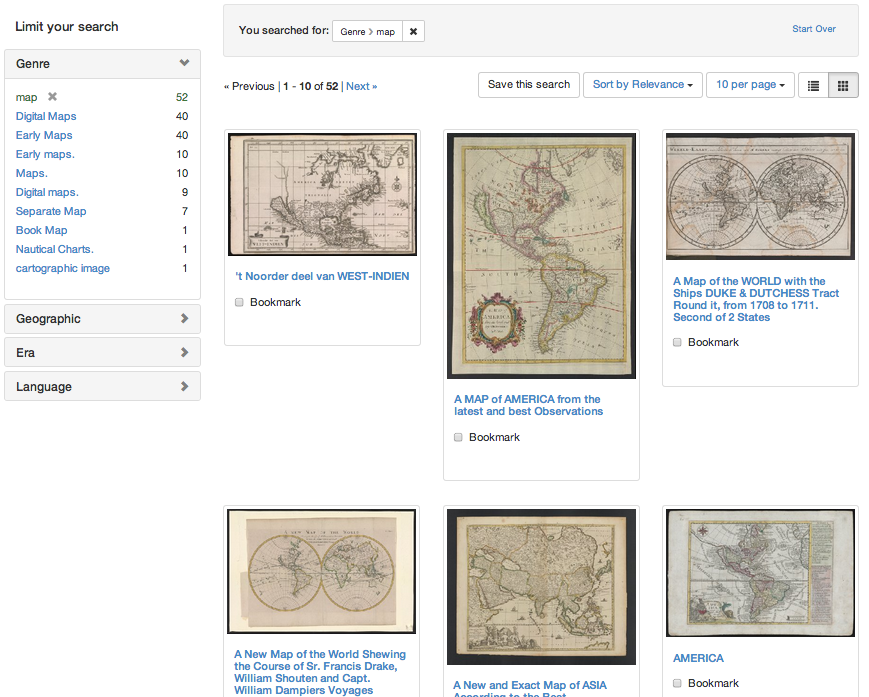 Limit your search
Genre
map ✖ 52
Digital Maps 40
Early Maps 40
Early maps. 10
Maps. 10
Digital maps. 9
Separate Map 7
Book Map 1
Nautical Charts. 1
cartographic image 1
Geographic
Era
Language
You searched for: Genre > map ✖ Start Over
« Previous | 1 - 10 of 52 | Next » Save this search Sort by Relevance 10 per page
't Noorder deel van WEST-INDIEN
Bookmark
AMERICA
A MAP of AMERICA from the
latest and best Observations
Bookmark
A Map of the WORLD with the
Ships DUKE & DUTCHESS Tract
Round it, from 1708 to 1711.
Second of 2 States
Bookmark
A New Map of the World Shewing
the Course of Sr. Francis Drake,
William Shouten and Capt.
William Dampiers Voyages
A New and Exact Map of ASIA
According to the Best
AMERICA
Bookmark